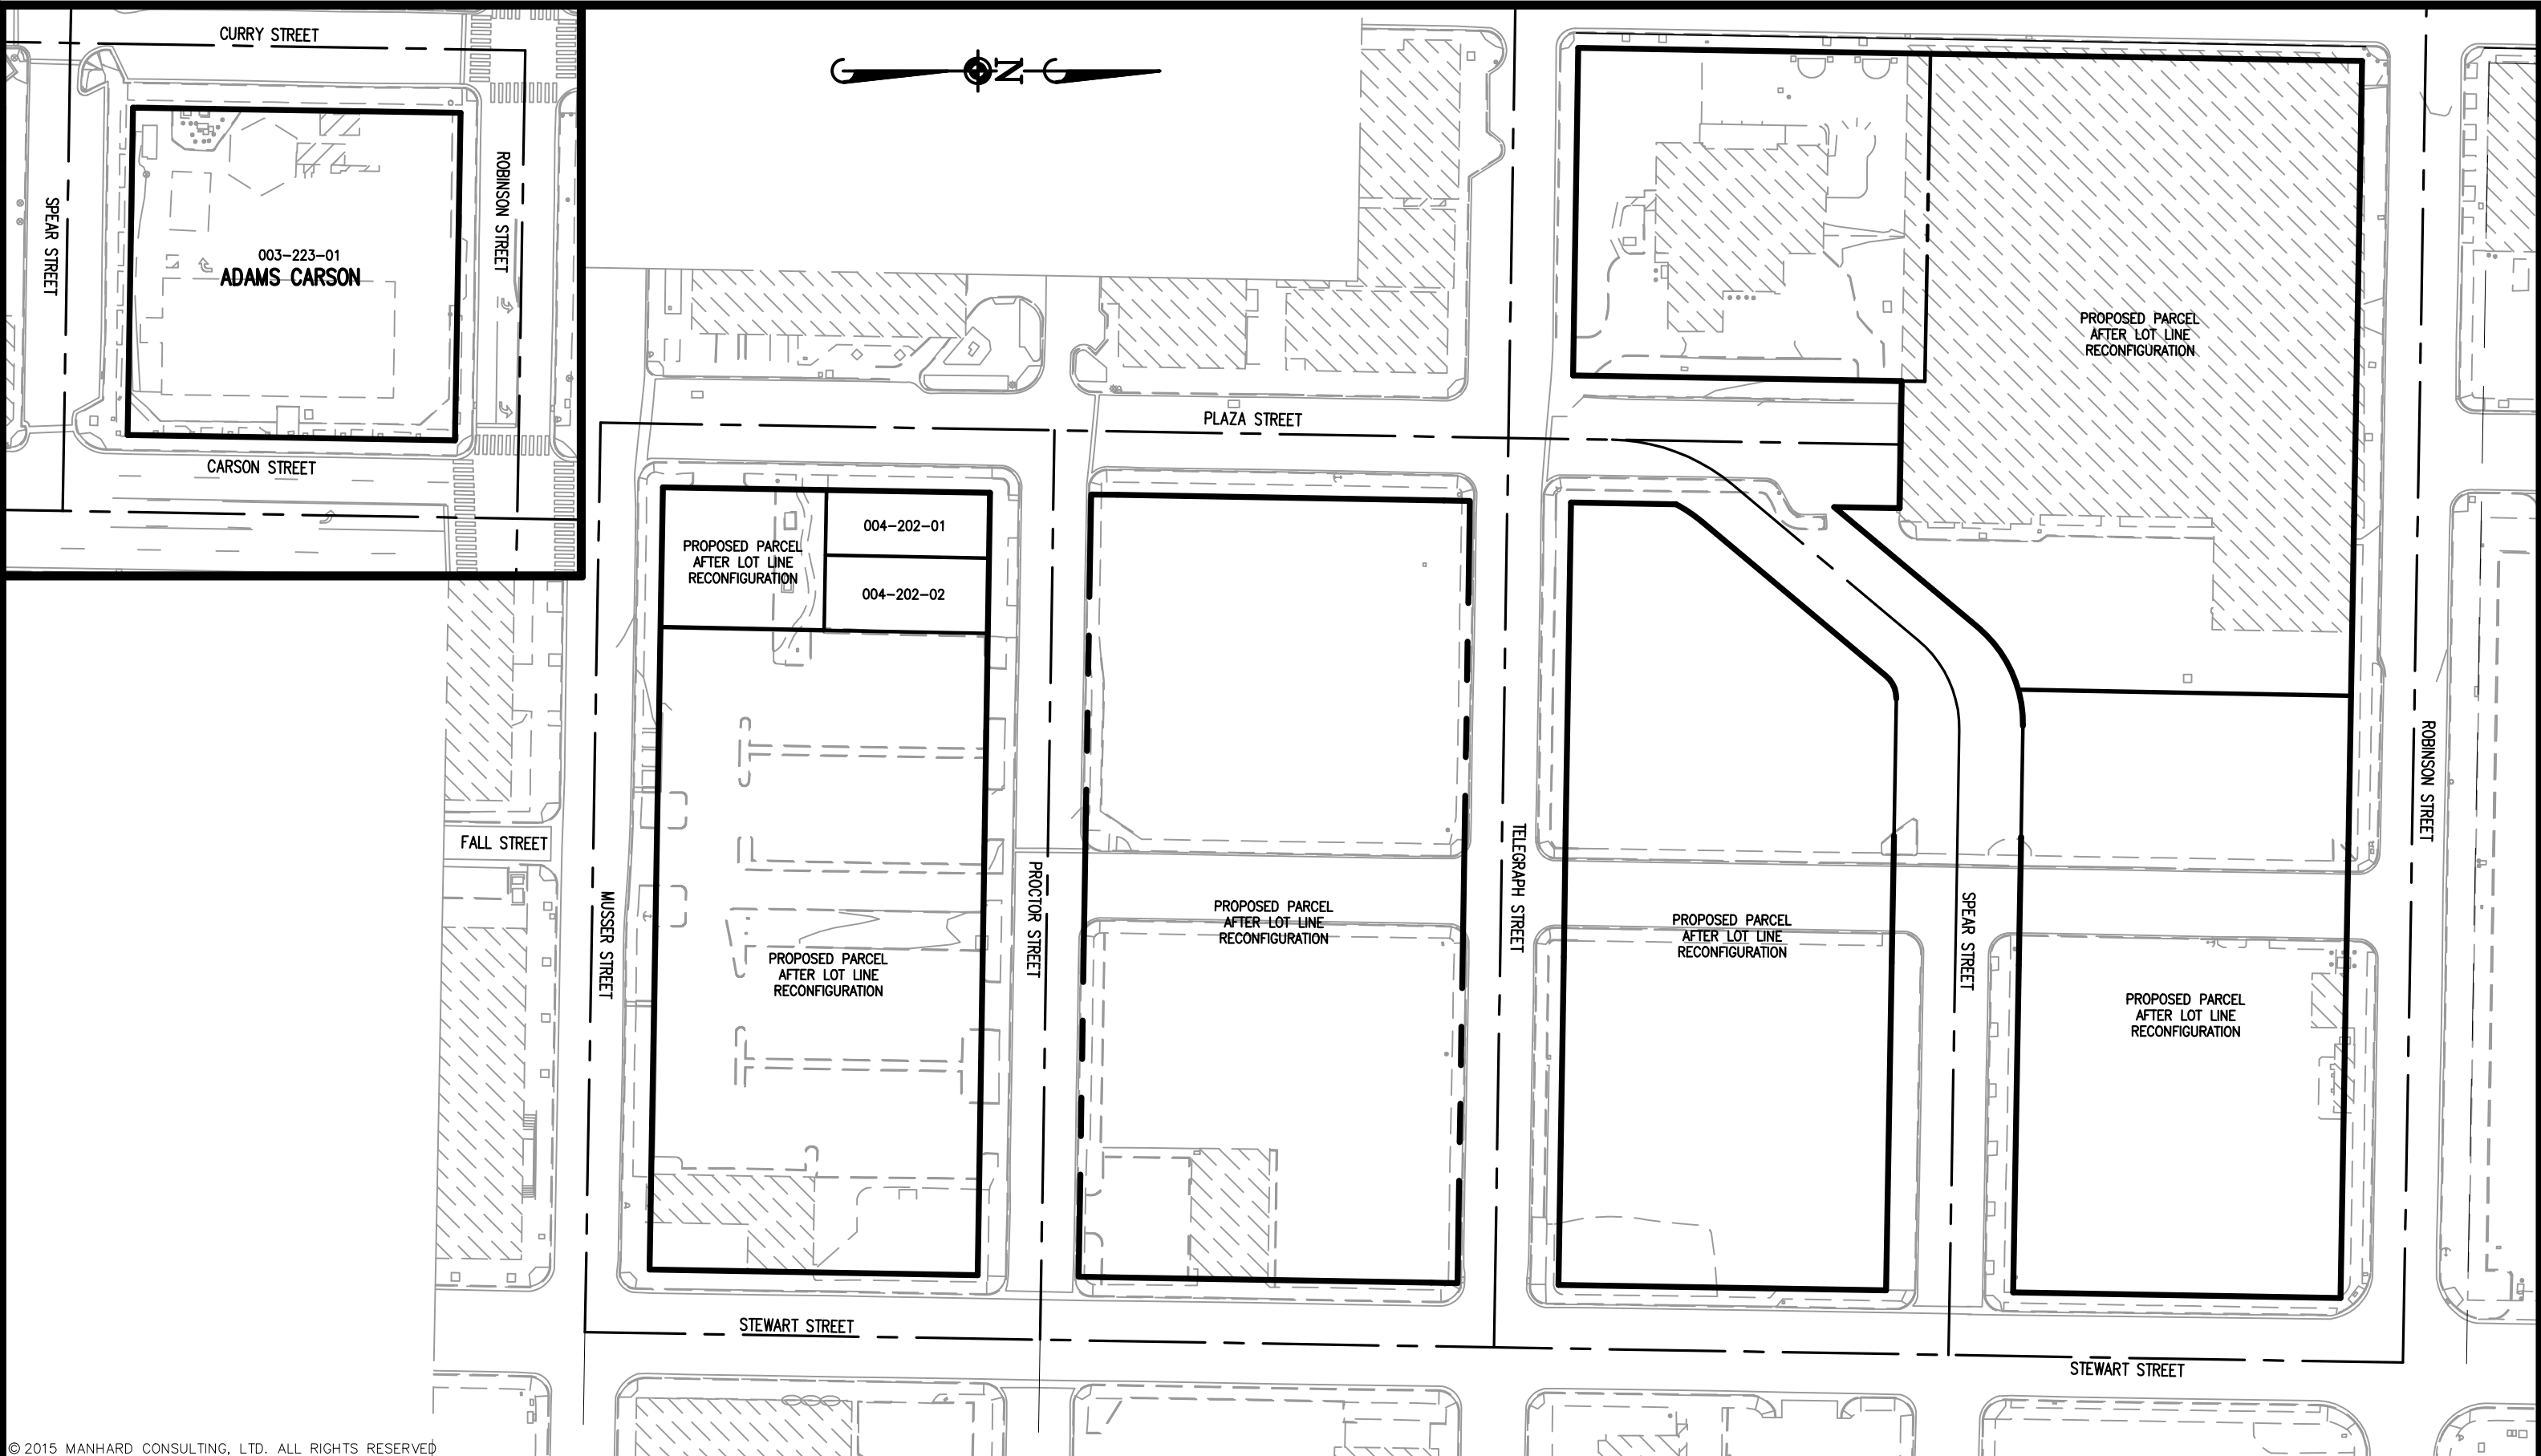 CURRY STREET
SPEAR STREET
ROBINSON STREET
003-223-01
ADAMS CARSON
CARSON STREET
N
PROPOSED PARCEL
AFTER LOT LINE
RECONFIGURATION
PLAZA STREET
PROPOSED PARCEL
AFTER LOT LINE
RECONFIGURATION
004-202-01
004-202-02
FALL STREET
MUSSER STREET
PROCTOR STREET
TELEGRAPH STREET
SPEAR STREET
ROBINSON STREET
PROPOSED PARCEL
AFTER LOT LINE
RECONFIGURATION
PROPOSED PARCEL
AFTER LOT LINE
RECONFIGURATION
PROPOSED PARCEL
AFTER LOT LINE
RECONFIGURATION
PROPOSED PARCEL
AFTER LOT LINE
RECONFIGURATION
STEWART STREET
STEWART STREET
© 2015 MANHARD CONSULTING, LTD. ALL RIGHTS RESERVED